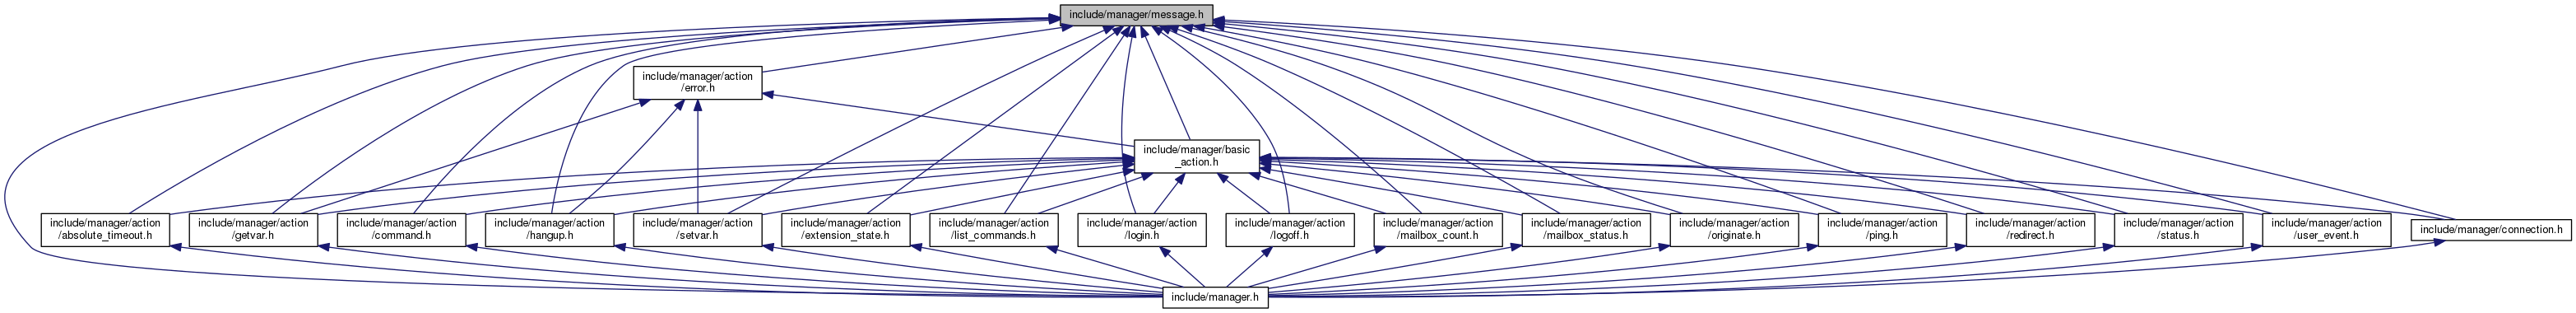 include/manager/message.h
include/manager/action
/error.h
include/manager/basic
_action.h
include/manager/action
/absolute_timeout.h
include/manager/action
/getvar.h
include/manager/action
/command.h
include/manager/action
/hangup.h
include/manager/action
/setvar.h
include/manager/action
/extension_state.h
include/manager/action
/list_commands.h
include/manager/action
/login.h
include/manager/action
/logoff.h
include/manager/action
/mailbox_count.h
include/manager/action
/mailbox_status.h
include/manager/action
/originate.h
include/manager/action
/ping.h
include/manager/action
/redirect.h
include/manager/action
/status.h
include/manager/action
/user_event.h
include/manager/connection.h
include/manager.h